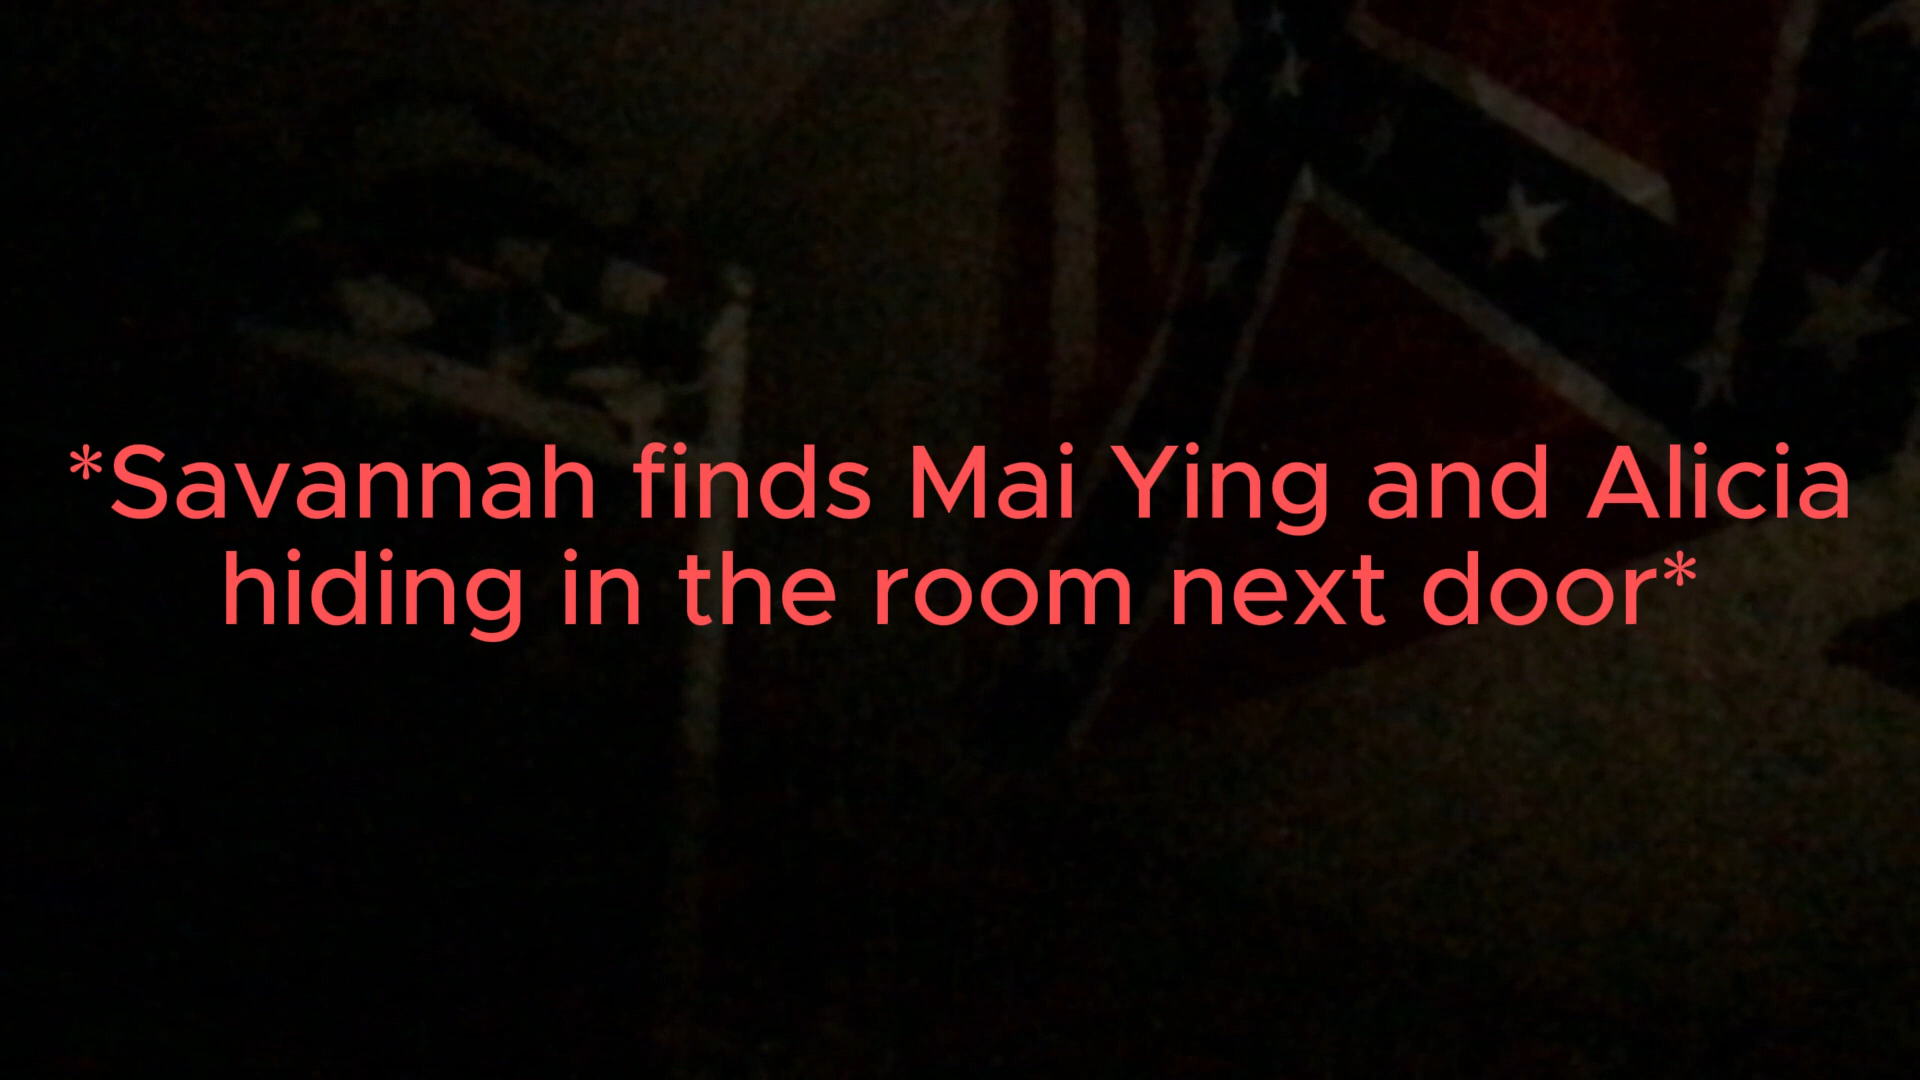 *Savannah finds Mai Ying and Alicia
hiding in the room next door*